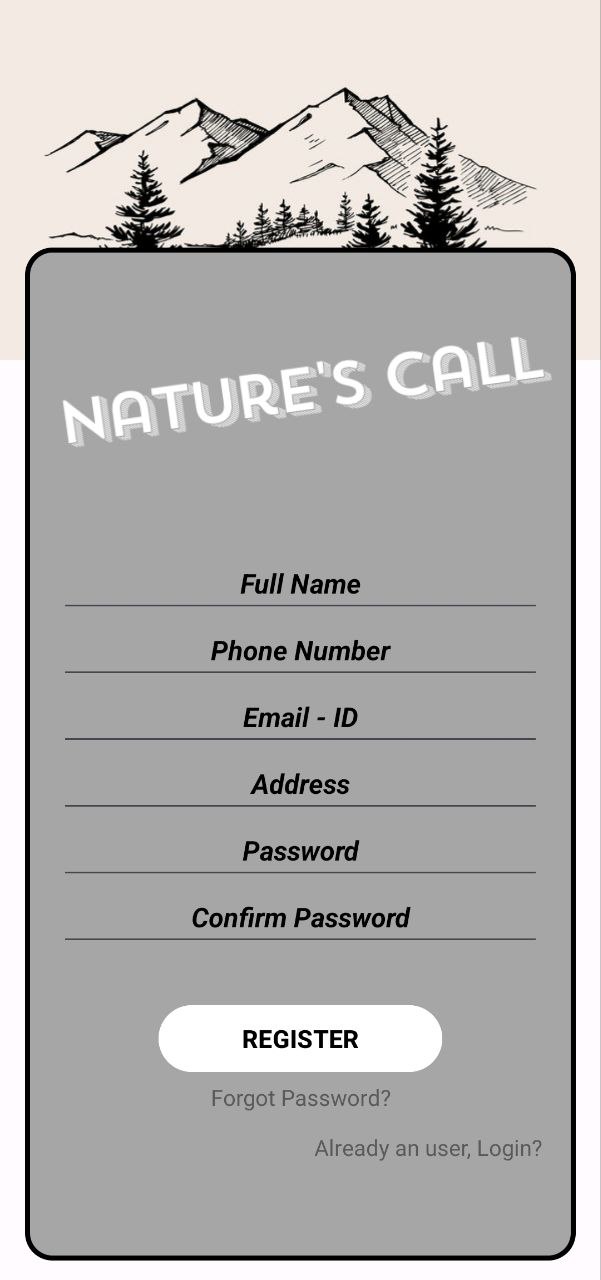 NATURE'S CALL
Full Name
Phone Number
Email - ID
Address
Password
Confirm Password
REGISTER
Forgot Password?
Already an user, Login?